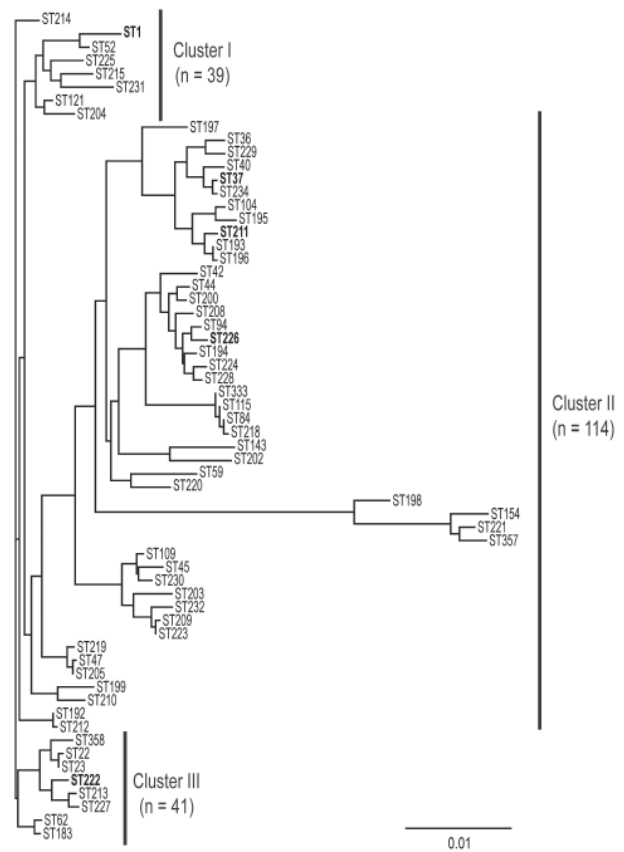 ST214
ST1
ST52
ST225
ST215
ST231
ST121
ST204
Cluster I
(n = 39)
ST197
ST36
ST229
ST40
ST37
ST234
ST104
ST195
ST211
ST193
ST196
ST42
ST44
ST200
ST208
ST94
ST226
ST194
ST224
ST228
ST333
ST115
ST84
ST218
ST143
ST202
ST59
ST220
ST198
ST154
ST221
ST357
ST109
ST45
ST230
ST203
ST232
ST209
ST223
ST219
ST47
ST205
ST199
ST210
ST192
ST212
Cluster II
(n = 114)
ST358
ST22
ST23
ST222
ST213
ST227
ST62
ST183
Cluster III
(n = 41)
0.01